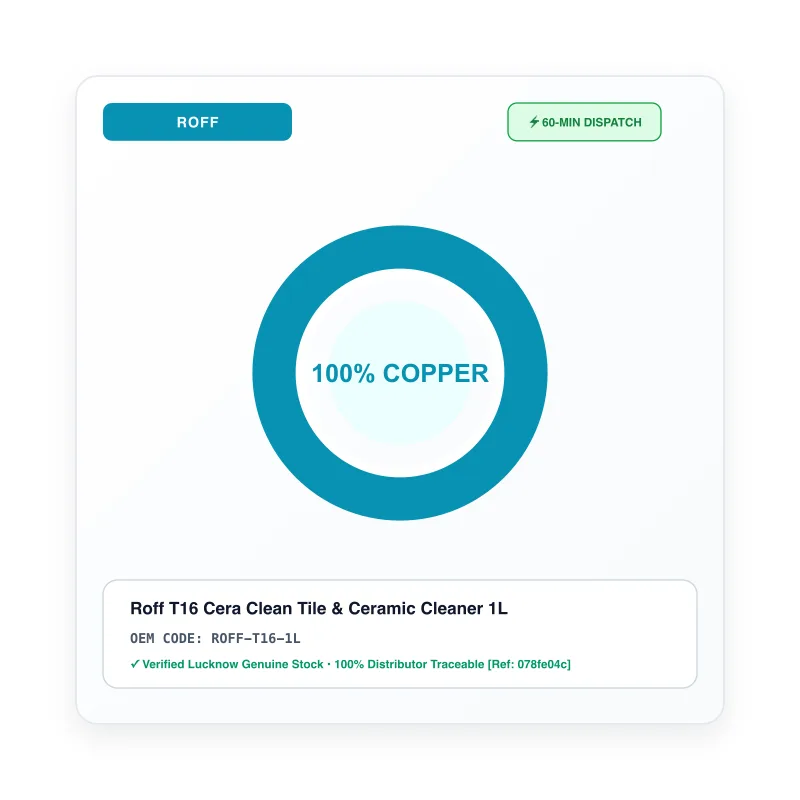 ROFF
⚡60-MIN DISPATCH
100% COPPER
Roff T16 Cera Clean Tile & Ceramic Cleaner 1L
OEM CODE: ROFF-T16-1L
✓ Verified Lucknow Genuine Stock · 100% Distributor Traceable [Ref: 078fe04c]